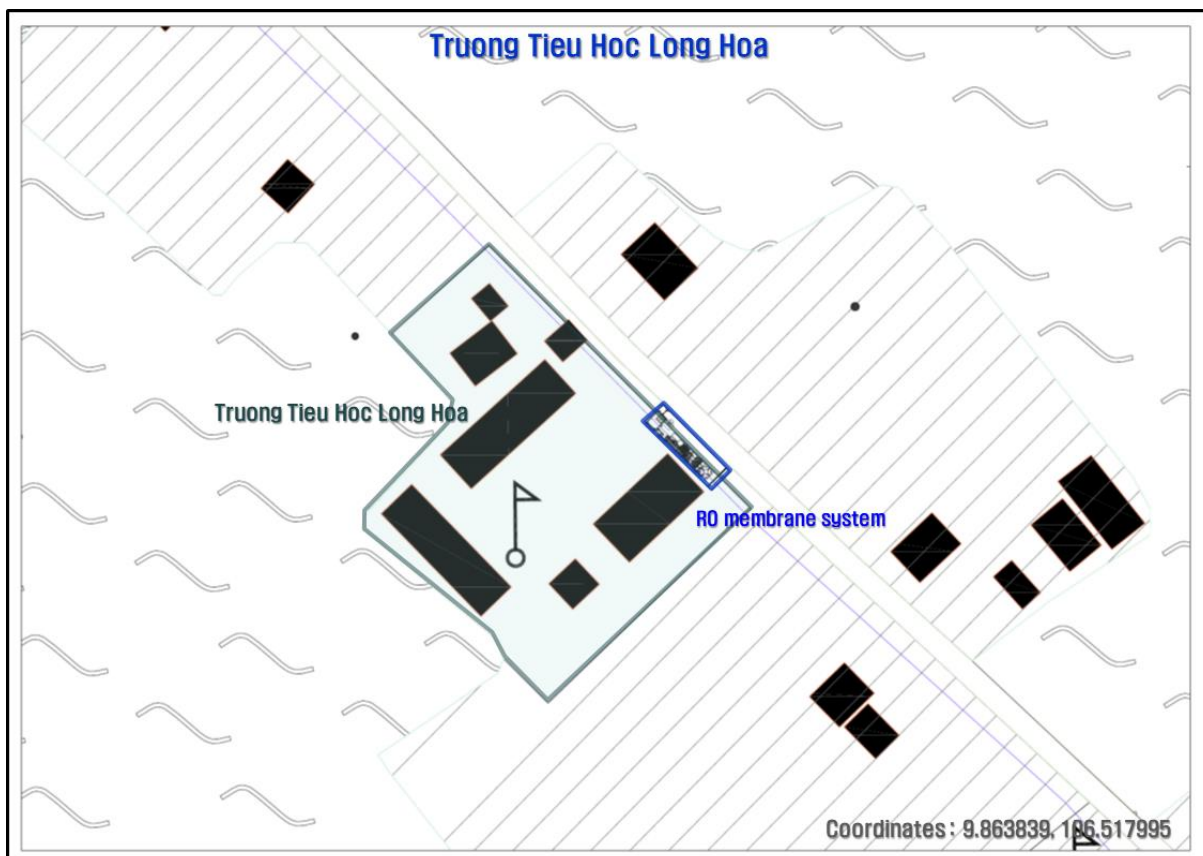 Truong Tieu Hoc Long Hoa
Truong Tieu Hoc Long Hoa
RO membrane system
Coordinates : 9.863839, 106.517995